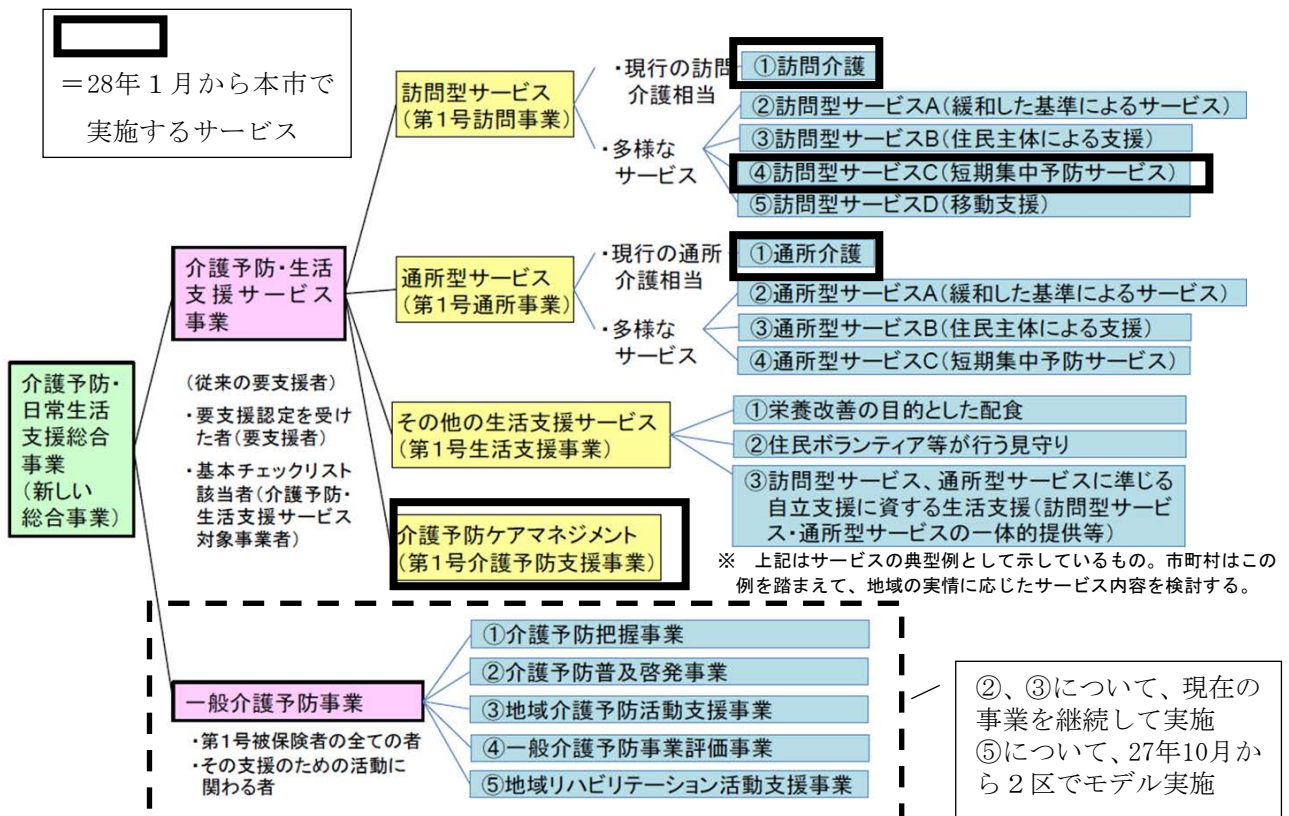 ＝28年１月から本市で
実施するサービス
介護予防・
日常生活
支援総合
事業
（新しい
総合事業）
介護予防・生活
支援サービス
事業
（従来の要支援者）
・要支援認定を受け
た者（要支援者）
・基本チェックリスト
該当者（介護予防・
生活支援サービス
対象事業者）
訪問型サービス
（第1号訪問事業）
・現行の訪問
介護相当
①訪問介護
・多様な
サービス
②訪問型サービスA（緩和した基準によるサービス）
③訪問型サービスB（住民主体による支援）
④訪問型サービスC（短期集中予防サービス）
⑤訪問型サービスD（移動支援）
通所型サービス
（第1号通所事業）
・現行の通所
介護相当
①通所介護
・多様な
サービス
②通所型サービスA（緩和した基準によるサービス）
③通所型サービスB（住民主体による支援）
④通所型サービスC（短期集中予防サービス）
その他の生活支援サービス
（第1号生活支援事業）
①栄養改善の目的とした配食
②住民ボランティア等が行う見守り
③訪問型サービス、通所型サービスに準じる
自立支援に資する生活支援（訪問型サービ
ス・通所型サービスの一体的提供等）
介護予防ケアマネジメント
（第1号介護予防支援事業）
※　上記はサービスの典型例として示しているもの。市町村はこの
例を踏まえて、地域の実情に応じたサービス内容を検討する。
一般介護予防事業
・第1号被保険者の全ての者
・その支援のための活動に
関わる者
①介護予防把握事業
②介護予防普及啓発事業
③地域介護予防活動支援事業
④一般介護予防事業評価事業
⑤地域リハビリテーション活動支援事業
②、③について、現在の
事業を継続して実施
⑤について、27年10月か
ら２区でモデル実施